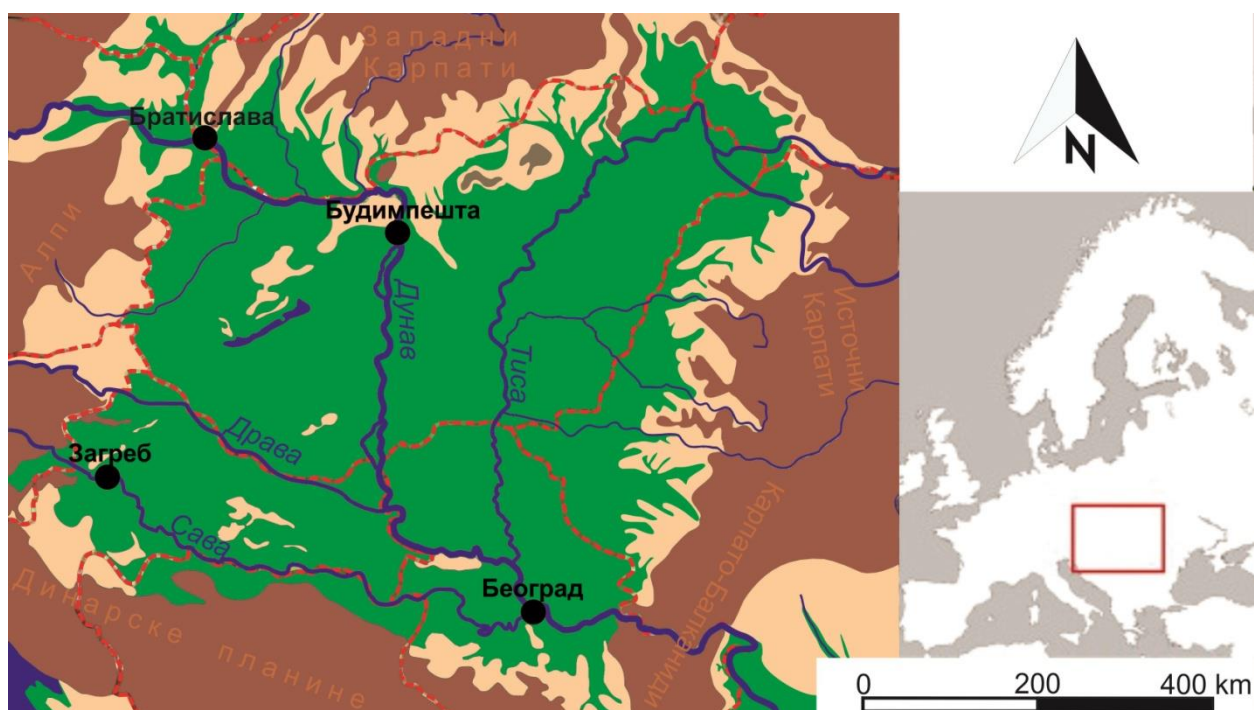 Западни
Карпати
Братислава
Будимпешта
Алпи
Дунав
Тиса
Источни
Карпати
Драва
Загреб
Сава
Карпато-Балканиди
Београд
Динарске планине
N
0 200 400 km